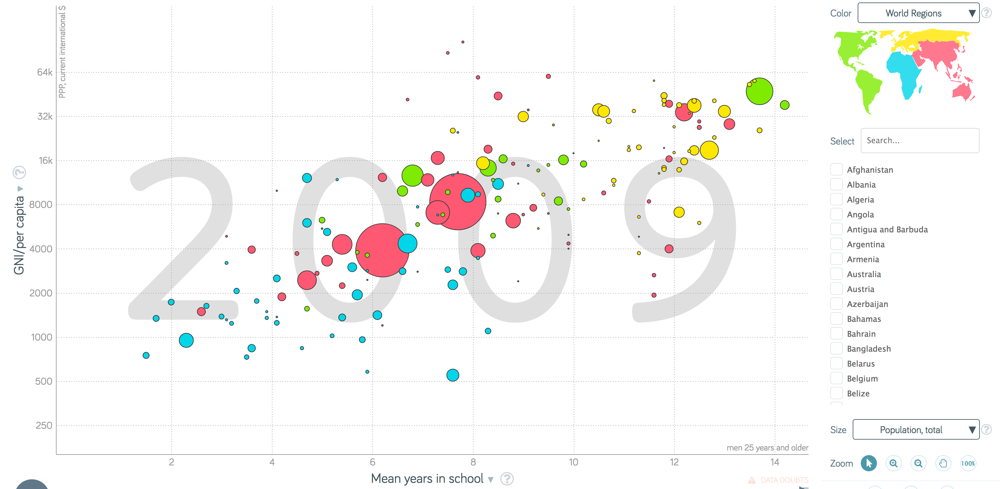 PPP, current international $
GNI/per capita ▼ ?
64k
32k
16k
8000
4000
2000
1000
500
250
2009
men 25 years and older
2 4 6 8 10 12 14
Mean years in school ▼ ?
DATA DOUBTS
Color World Regions ▼ ?
Select Search...
Afghanistan
Albania
Algeria
Angola
Antigua and Barbuda
Argentina
Armenia
Australia
Austria
Azerbaijan
Bahamas
Bahrain
Bangladesh
Belarus
Belgium
Belize
Size Population, total ▼ ?
Zoom 100%